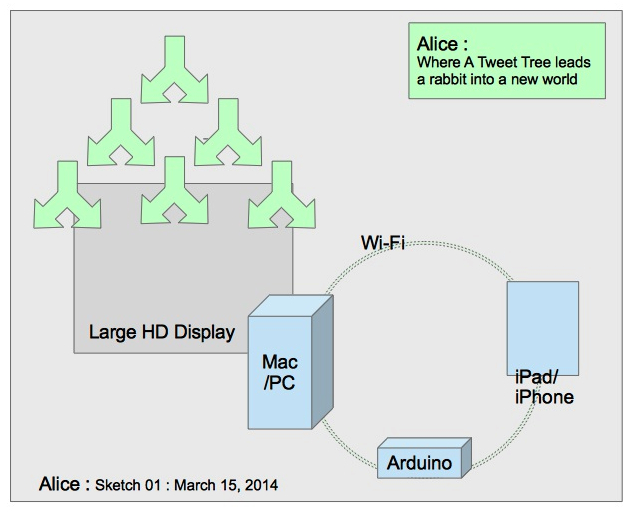 Alice :
Where A Tweet Tree leads
a rabbit into a new world
Wi-Fi
Large HD Display
Mac
/PC
iPad/
iPhone
Arduino
Alice : Sketch 01 : March 15, 2014